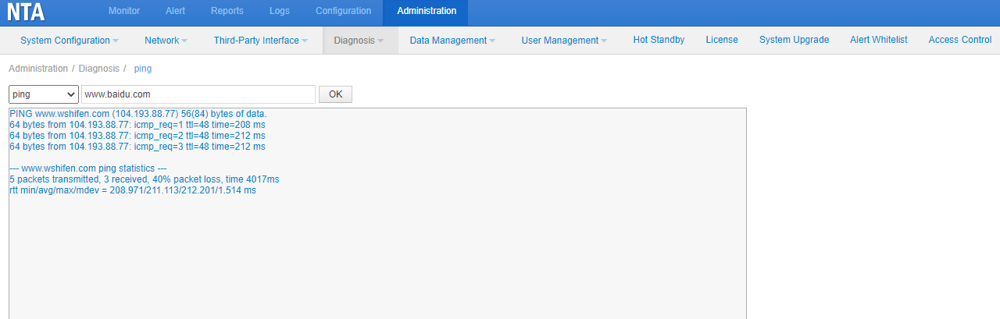 NTA Monitor Alert Reports Logs Configuration Administration
System Configuration Network Third-Party Interface Diagnosis Data Management User Management Hot Standby License System Upgrade Alert Whitelist Access Control
Administration / Diagnosis / ping
ping www.baidu.com OK
PING www.wshifen.com (104.193.88.77) 56(84) bytes of data.
64 bytes from 104.193.88.77: icmp_req=1 ttl=48 time=208 ms
64 bytes from 104.193.88.77: icmp_req=2 ttl=48 time=212 ms
64 bytes from 104.193.88.77: icmp_req=3 ttl=48 time=212 ms
--- www.wshifen.com ping statistics ---
5 packets transmitted, 3 received, 40% packet loss, time 4017ms
rtt min/avg/max/mdev = 208.971/211.113/212.201/1.514 ms